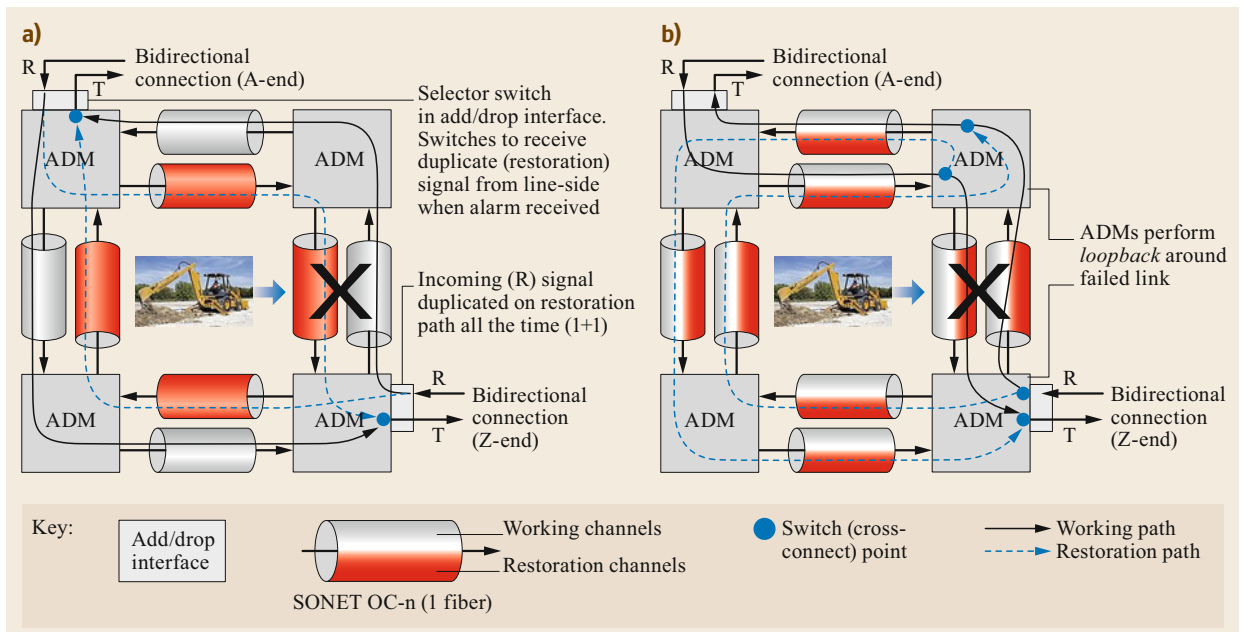 a)
R
Bidirectional
connection (A-end)
T
Selector switch
in add/drop interface.
Switches to receive
duplicate (restoration)
signal from line-side
when alarm received
ADM
ADM
X
Incoming (R) signal
duplicated on restoration
path all the time (1+1)
ADM
ADM
R
T
Bidirectional
connection
(Z-end)
b)
R
Bidirectional
connection (A-end)
T
ADM
ADM
ADMs perform
loopback around
failed link
X
ADM
ADM
R
T
Bidirectional
connection
(Z-end)
Key:
Add/drop
interface
Working channels
Restoration channels
SONET OC-n (1 fiber)
Switch (cross-
connect) point
Working path
Restoration path